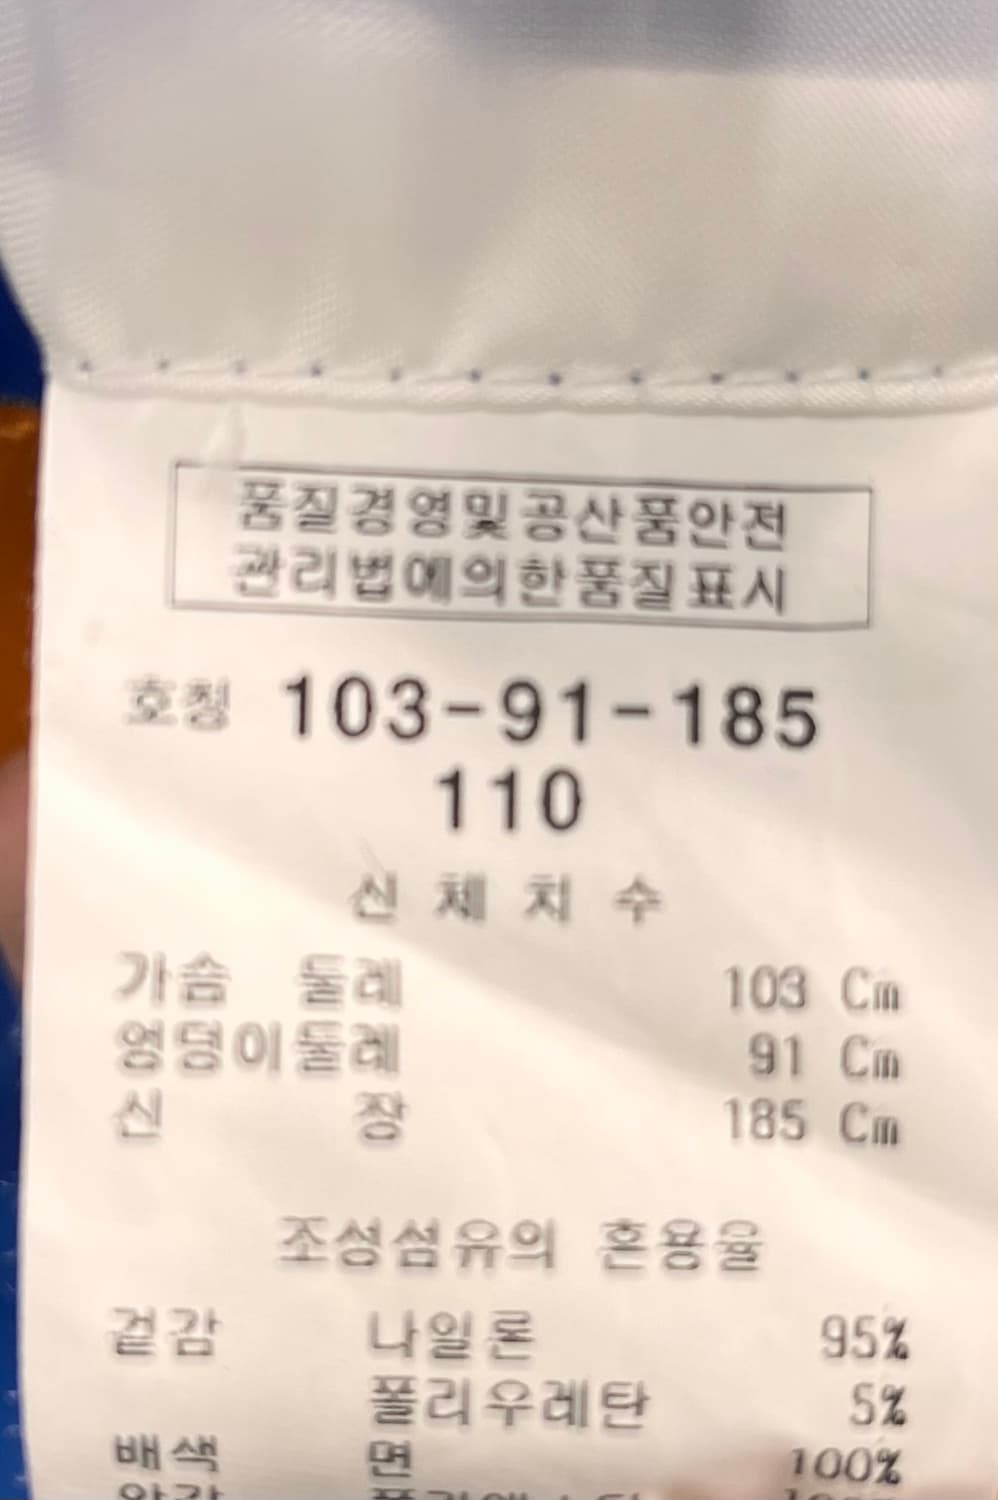 품질경영및공산품안전
관리법에의한품질표시
호칭 103-91-185
110
신체치수
가슴 둘레 103 Cm
엉덩이둘레 91 Cm
신 장 185 Cm
조성섬유의 혼용율
겉감 나일론 95%
폴리우레탄 5%
배색 면 100%